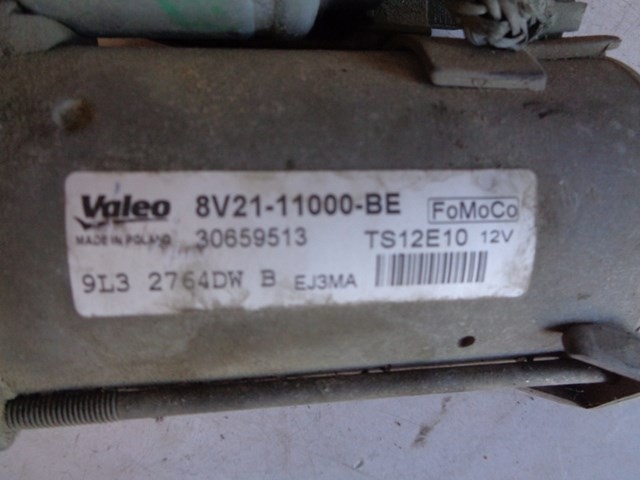 Valeo 8V21-11000-BE FoMoCo
MADE IN POLAND 30659513 TS12E10 12V
9L3 2764DW B EJ3MA